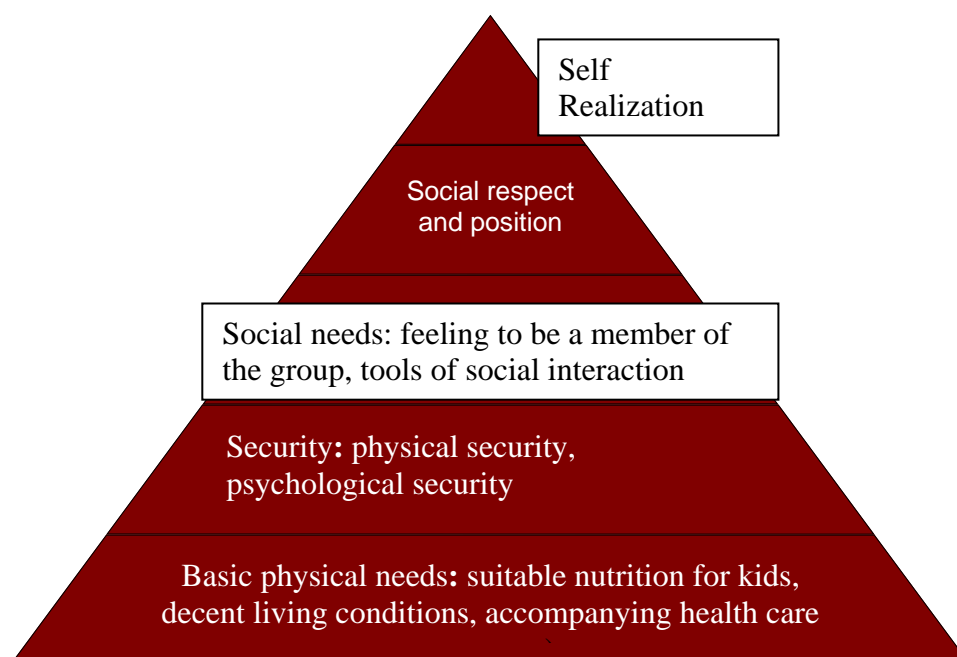 Self
Realization
Social respect
and position
Social needs: feeling to be a member of
the group, tools of social interaction
Security: physical security,
psychological security
Basic physical needs: suitable nutrition for kids,
decent living conditions, accompanying health care